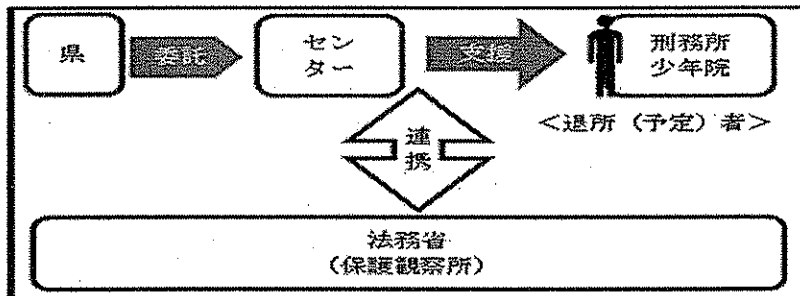 県
委託
セン
ター
支援
刑務所
少年院
<退所（予定）者>
連
携
法務省
（保護観察所）